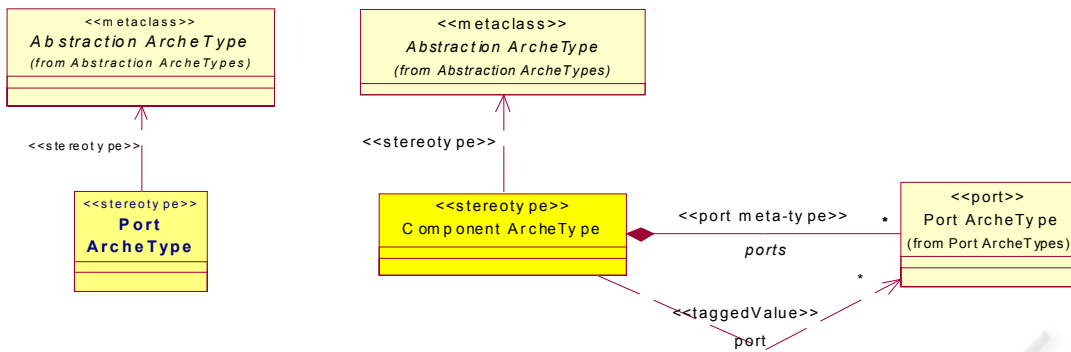 <<metaclass>>
Abstraction ArcheType
(from Abstraction ArcheTypes)
<<stereotype>>
<<stereotype>>
Port
ArcheType
<<metaclass>>
Abstraction ArcheType
(from Abstraction ArcheTypes)
<<stereotype>>
<<stereotype>>
Component ArcheType
<<port meta-type>>
*
ports
<<port>>
Port ArcheType
(from Port ArcheTypes)
*
<<taggedValue>>
port